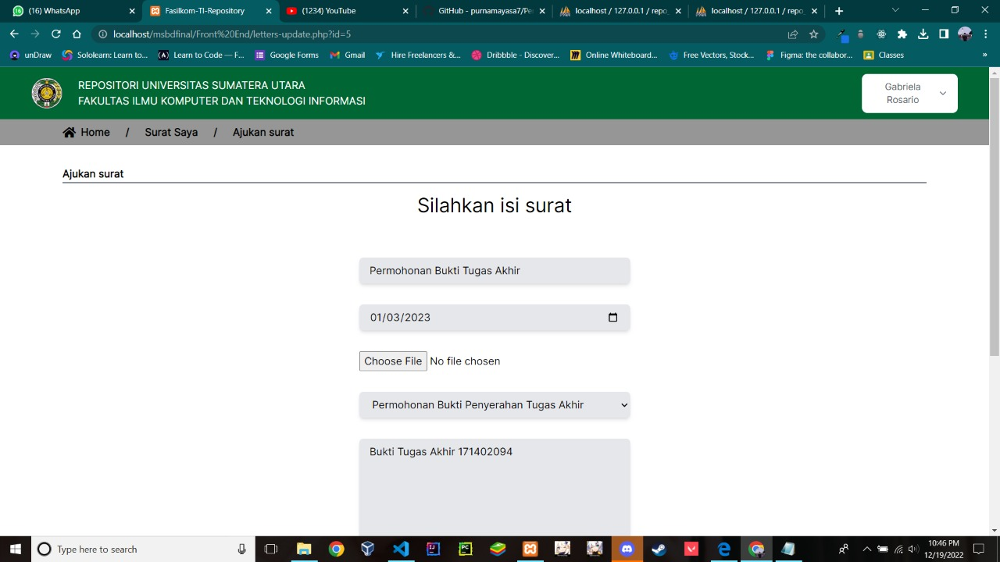 (16) WhatsApp
Fasilkom-TI-Repository
(1234) YouTube
GitHub - purnamayasa7/Pe
localhost / 127.0.0.1 / repo_
localhost / 127.0.0.1 / repo_
localhost/msbdfinal/Front%20End/letters-update.php?id=5
unDraw
Sololearn: Learn to...
Learn to Code — F...
Google Forms
Gmail
Hire Freelancers &...
Dribbble - Discover...
Online Whiteboard...
Free Vectors, Stock...
Figma: the collabor...
Classes
»
REPOSITORI UNIVERSITAS SUMATERA UTARA
FAKULTAS ILMU KOMPUTER DAN TEKNOLOGI INFORMASI
Gabriela
Rosario
Home / Surat Saya / Ajukan surat
Ajukan surat
Silahkan isi surat
Permohonan Bukti Tugas Akhir
01/03/2023
Choose File No file chosen
Permohonan Bukti Penyerahan Tugas Akhir
Bukti Tugas Akhir 171402094
Type here to search
10:46 PM
12/19/2022